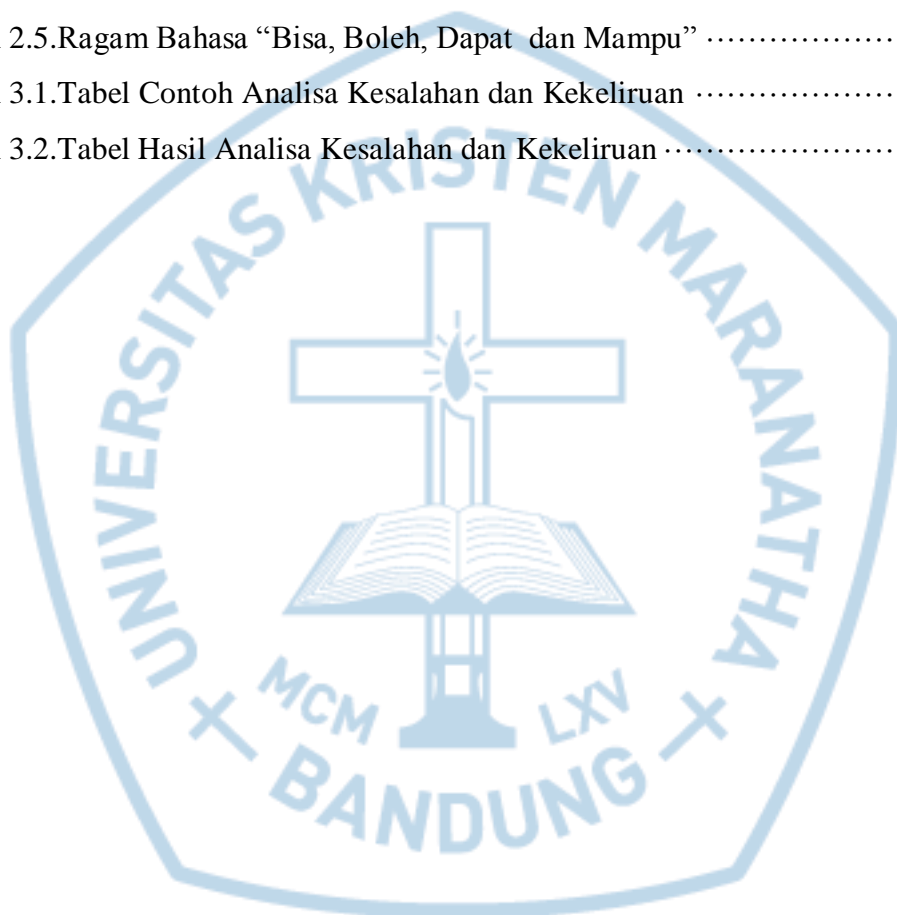 2.5.Ragam Bahasa “Bisa, Boleh, Dapat dan Mampu” ··················
3.1.Tabel Contoh Analisa Kesalahan dan Kekeliruan ···················
3.2.Tabel Hasil Analisa Kesalahan dan Kekeliruan ······················
UNIVERSITAS KRISTEN MARANATHA
MCM LXV
BANDUNG